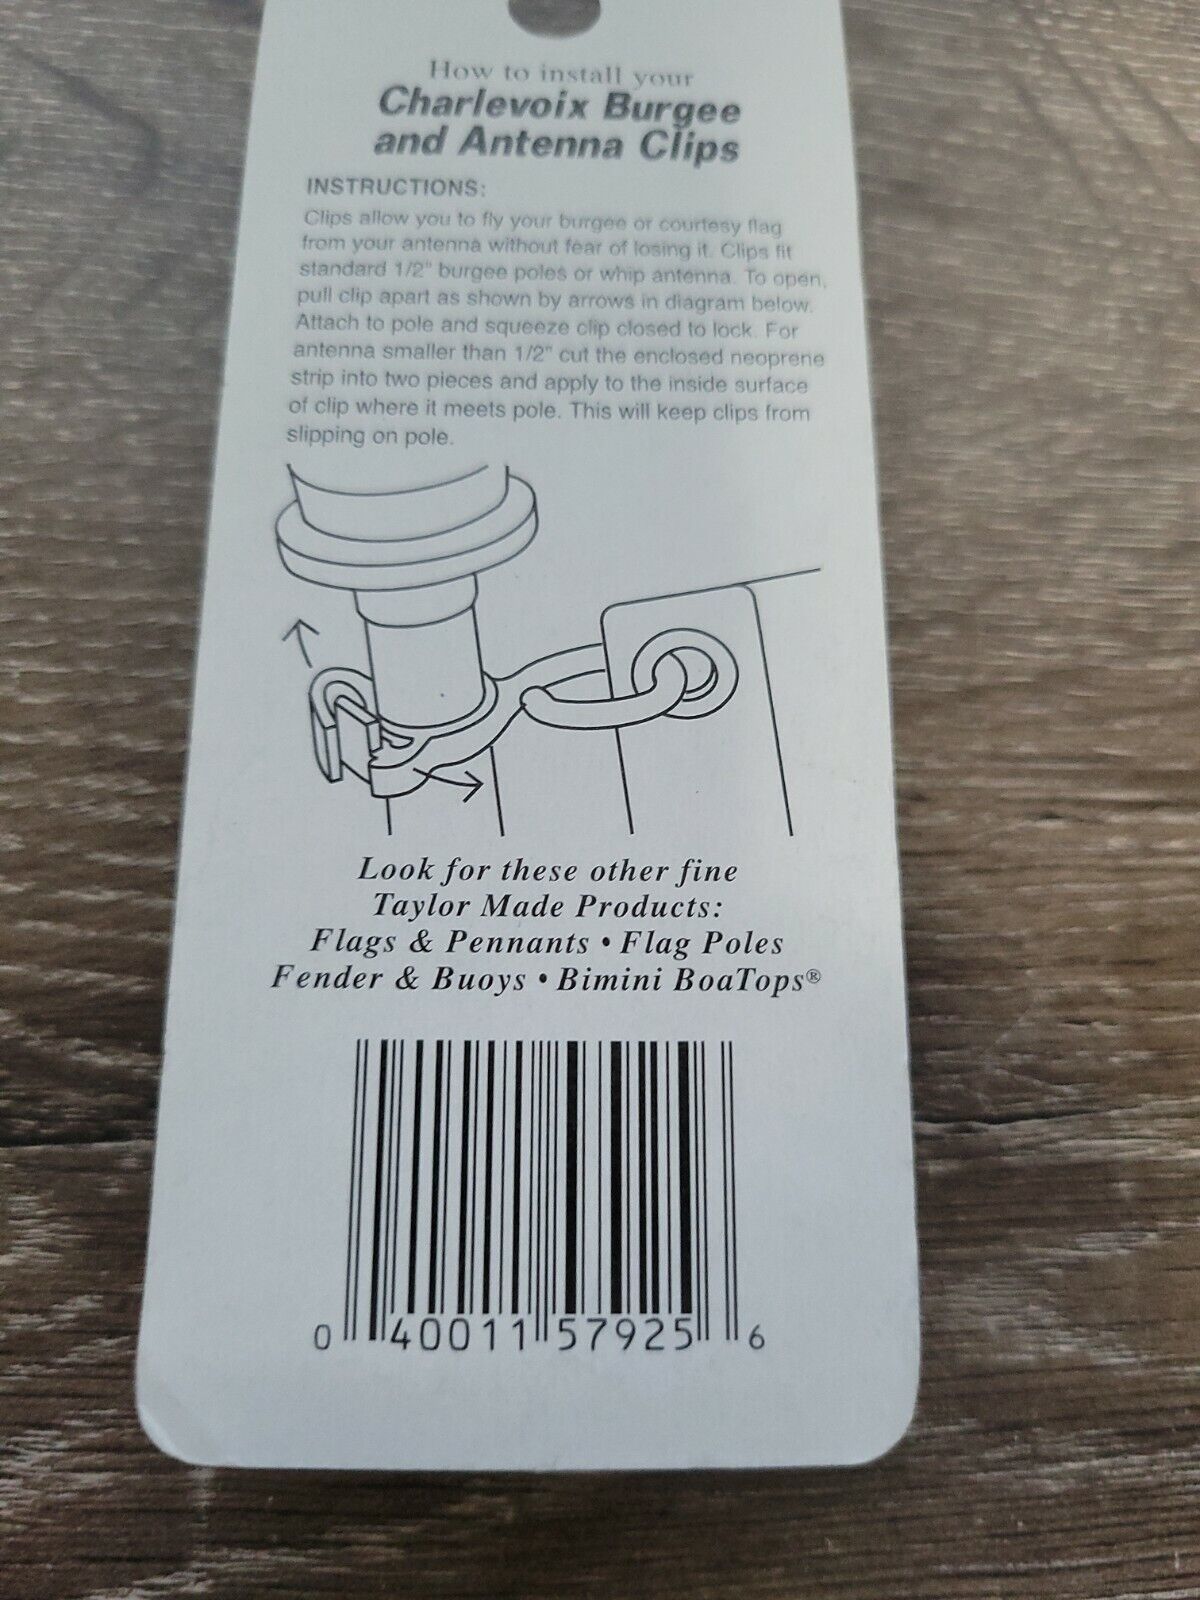 How to install your
Charlevoix Burgee
and Antenna Clips
INSTRUCTIONS:
Clips allow you to fly your burgee or courtesy flag
from your antenna without fear of losing it. Clips fit
standard 1/2" burgee poles or whip antenna. To open,
pull clip apart as shown by arrows in diagram below.
Attach to pole and squeeze clip closed to lock. For
antenna smaller than 1/2" cut the enclosed neoprene
strip into two pieces and apply to the inside surface
of clip where it meets pole. This will keep clips from
slipping on pole.
Look for these other fine
Taylor Made Products:
Flags & Pennants • Flag Poles
Fender & Buoys • Bimini BoaTops®
0 40011 57925 6